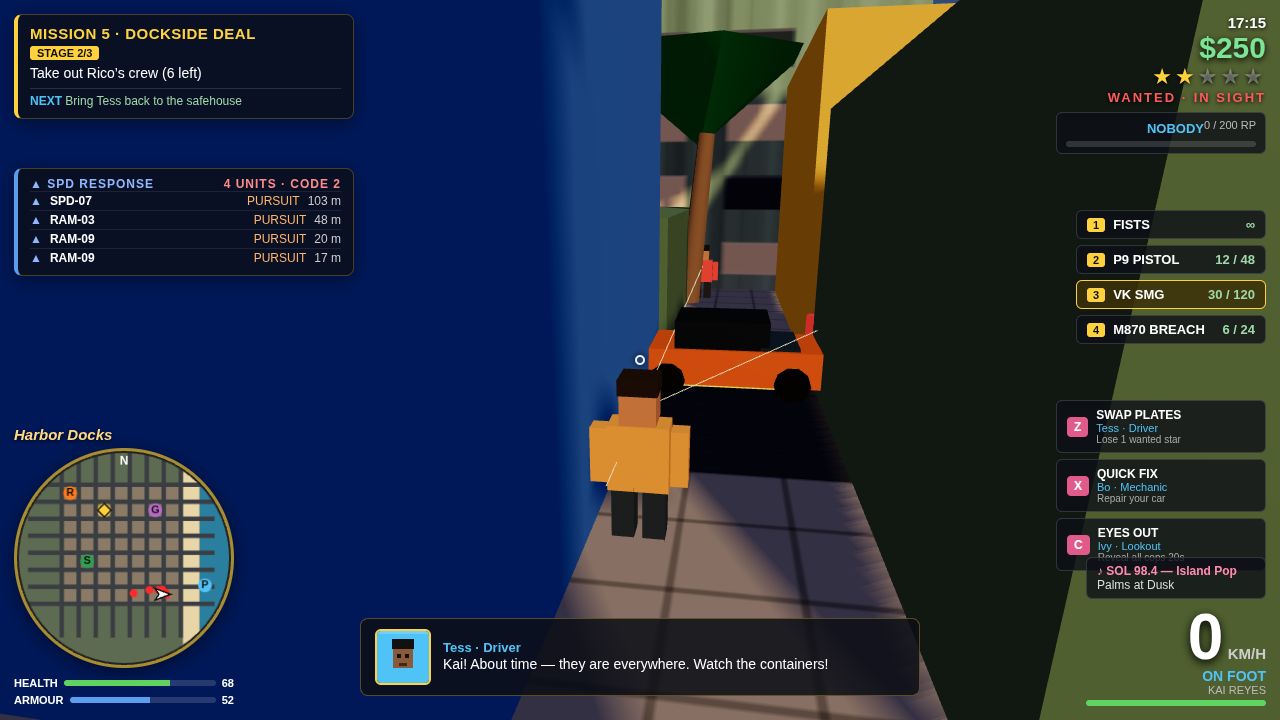 MISSION 5 · DOCKSIDE DEAL
STAGE 2/3
Take out Rico's crew (6 left)
NEXT Bring Tess back to the safehouse
▲ SPD RESPONSE 4 UNITS · CODE 2
▲ SPD-07 PURSUIT 103 m
▲ RAM-03 PURSUIT 48 m
▲ RAM-09 PURSUIT 20 m
▲ RAM-09 PURSUIT 17 m
Harbor Docks
N
R
G
S
P
HEALTH 68
ARMOUR 52
Tess · Driver
Kai! About time — they are everywhere. Watch the containers!
17:15
$250
★★★★★
WANTED · IN SIGHT
NOBODY 0 / 200 RP
1 FISTS ∞
2 P9 PISTOL 12 / 48
3 VK SMG 30 / 120
4 M870 BREACH 6 / 24
Z SWAP PLATES
Tess · Driver
Lose 1 wanted star
X QUICK FIX
Bo · Mechanic
Repair your car
C EYES OUT
Ivy · Lookout
Reveal all cops 20s
♪ SOL 98.4 — Island Pop
Palms at Dusk
0 KM/H
ON FOOT
KAI REYES